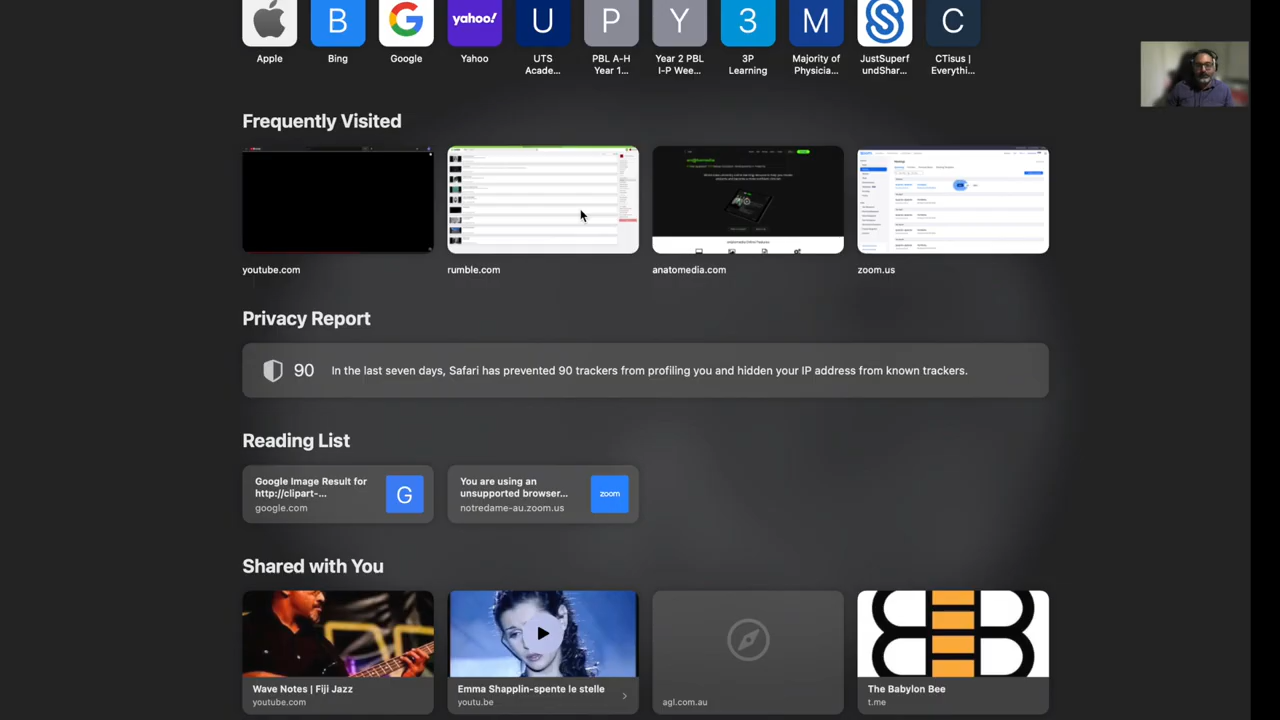 B
G
yahoo!
U
P
Y
3
M
S
C
Apple
Bing
Google
Yahoo
UTS
Acade...
PBL A-H
Year 1...
Year 2 PBL
I-P Wee...
3P
Learning
Majority of
Physicia...
JustSuperf
undShar...
CTisus |
Everythi...
Frequently Visited
youtube.com
rumble.com
anatomedia.com
zoom.us
Privacy Report
90
In the last seven days, Safari has prevented 90 trackers from profiling you and hidden your IP address from known trackers.
Reading List
Google Image Result for
http://clipart-...
google.com
G
You are using an
unsupported browser...
notredame-au.zoom.us
zoom
Shared with You
Wave Notes | Fiji Jazz
youtube.com
Emma Shapplin-spente le stelle
youtu.be
agl.com.au
The Babylon Bee
t.me